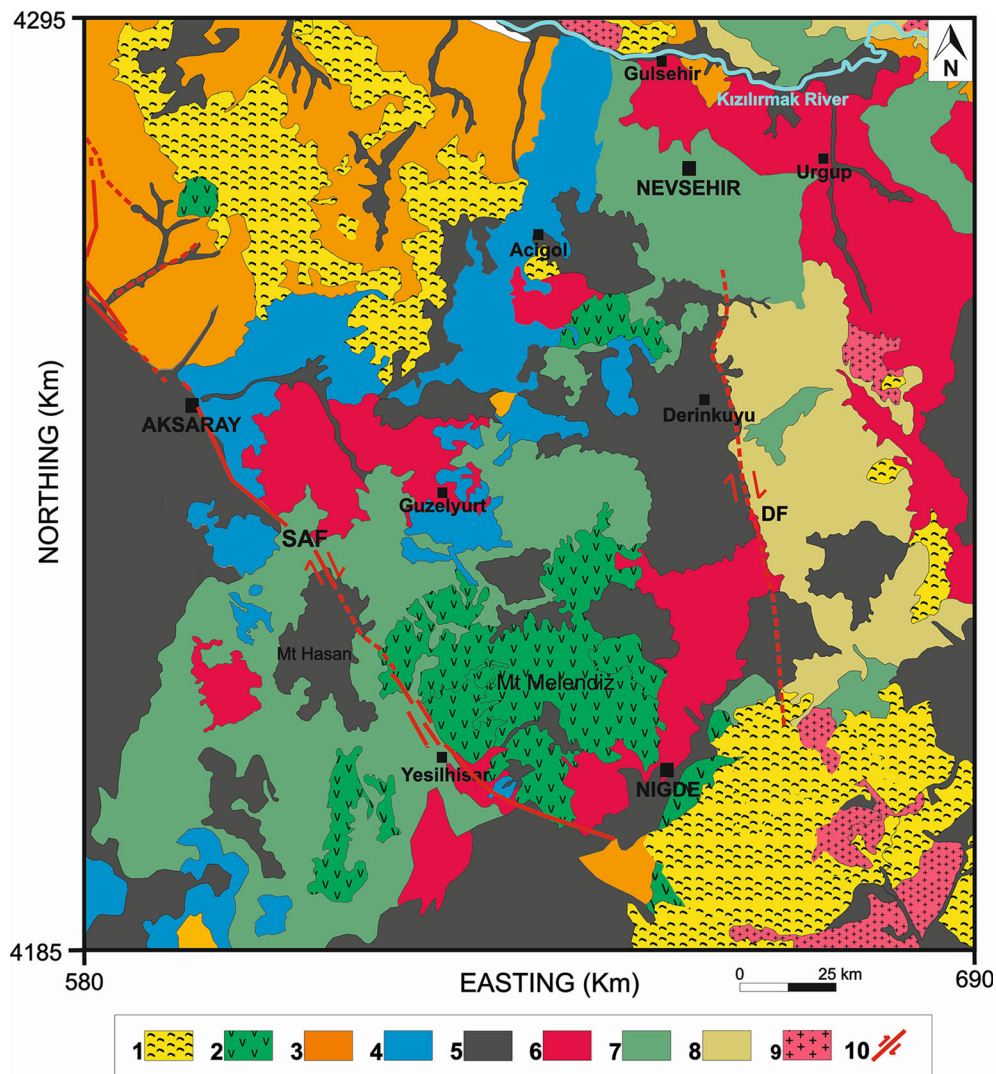 4295
N
Gulsehir
Kızılırmak River
NEVSEHIR
Urgup
Acigol
Derinkuyu
AKSARAY
Guzelyurt
DF
SAF
Mt Hasan
Mt Melendiz
Yesilhisar
NIGDE
NORTHING (Km)
4185
580
EASTING (Km)
0 25 km
690
1 2 3 4 5 6 7 8 9 10